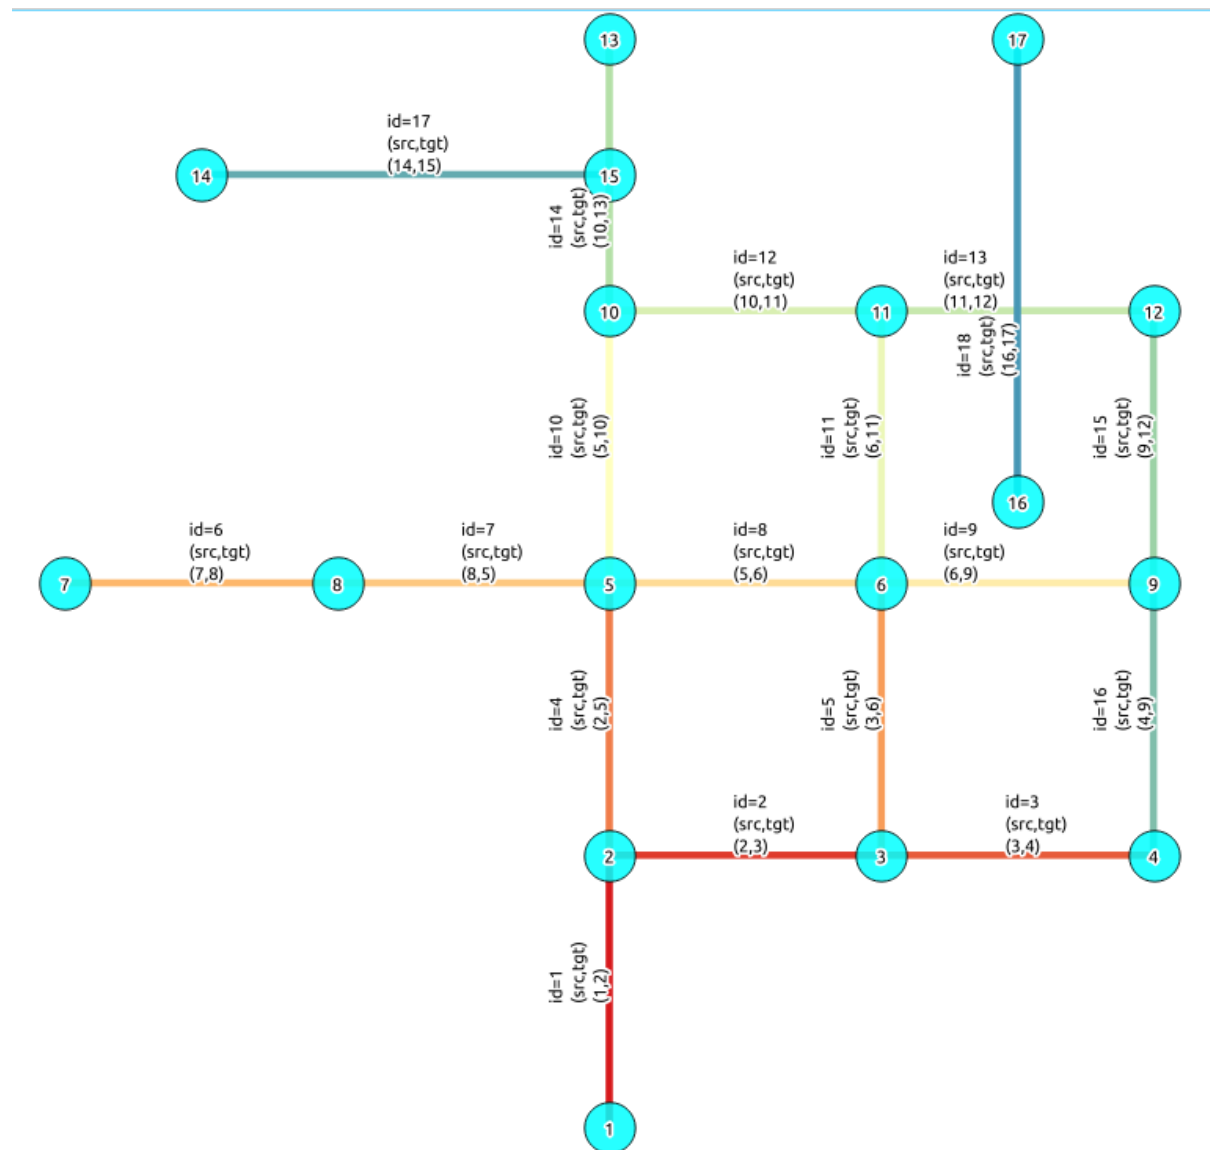 13
17
id=17
(src,tgt)
(14,15)
14
15
id=14
(src,tgt)
(10,13)
id=12
(src,tgt)
(10,11)
id=13
(src,tgt)
(11,12)
10
11
12
id=18
(src,tgt)
(16,17)
id=10
(src,tgt)
(5,10)
id=11
(src,tgt)
(6,11)
id=15
(src,tgt)
(9,12)
16
id=6
(src,tgt)
(7,8)
id=7
(src,tgt)
(8,5)
id=8
(src,tgt)
(5,6)
id=9
(src,tgt)
(6,9)
7
8
5
6
9
id=4
(src,tgt)
(2,5)
id=5
(src,tgt)
(3,6)
id=16
(src,tgt)
(4,9)
id=2
(src,tgt)
(2,3)
id=3
(src,tgt)
(3,4)
2
3
4
id=1
(src,tgt)
(1,2)
1